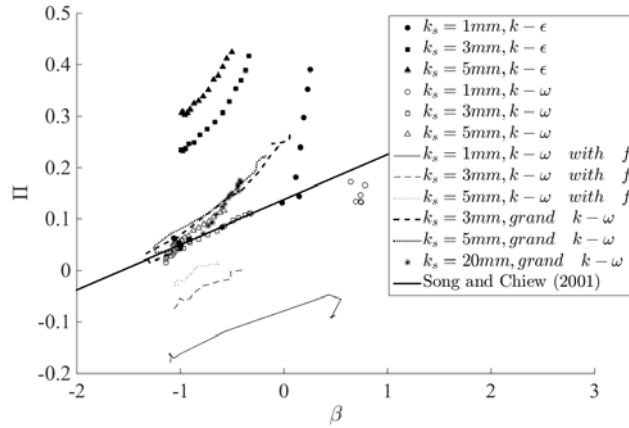 0.5
0.4
0.3
0.2
0.1
0
-0.1
-0.2
Π
-2
-1
0
1
2
3
β
k_s = 1mm, k − ϵ
k_s = 3mm, k − ϵ
k_s = 5mm, k − ϵ
k_s = 1mm, k − ω
k_s = 3mm, k − ω
k_s = 5mm, k − ω
k_s = 1mm, k − ω with f
k_s = 3mm, k − ω with f
k_s = 5mm, k − ω with f
k_s = 3mm, grand k − ω
k_s = 5mm, grand k − ω
k_s = 20mm, grand k − ω
Song and Chiew (2001)